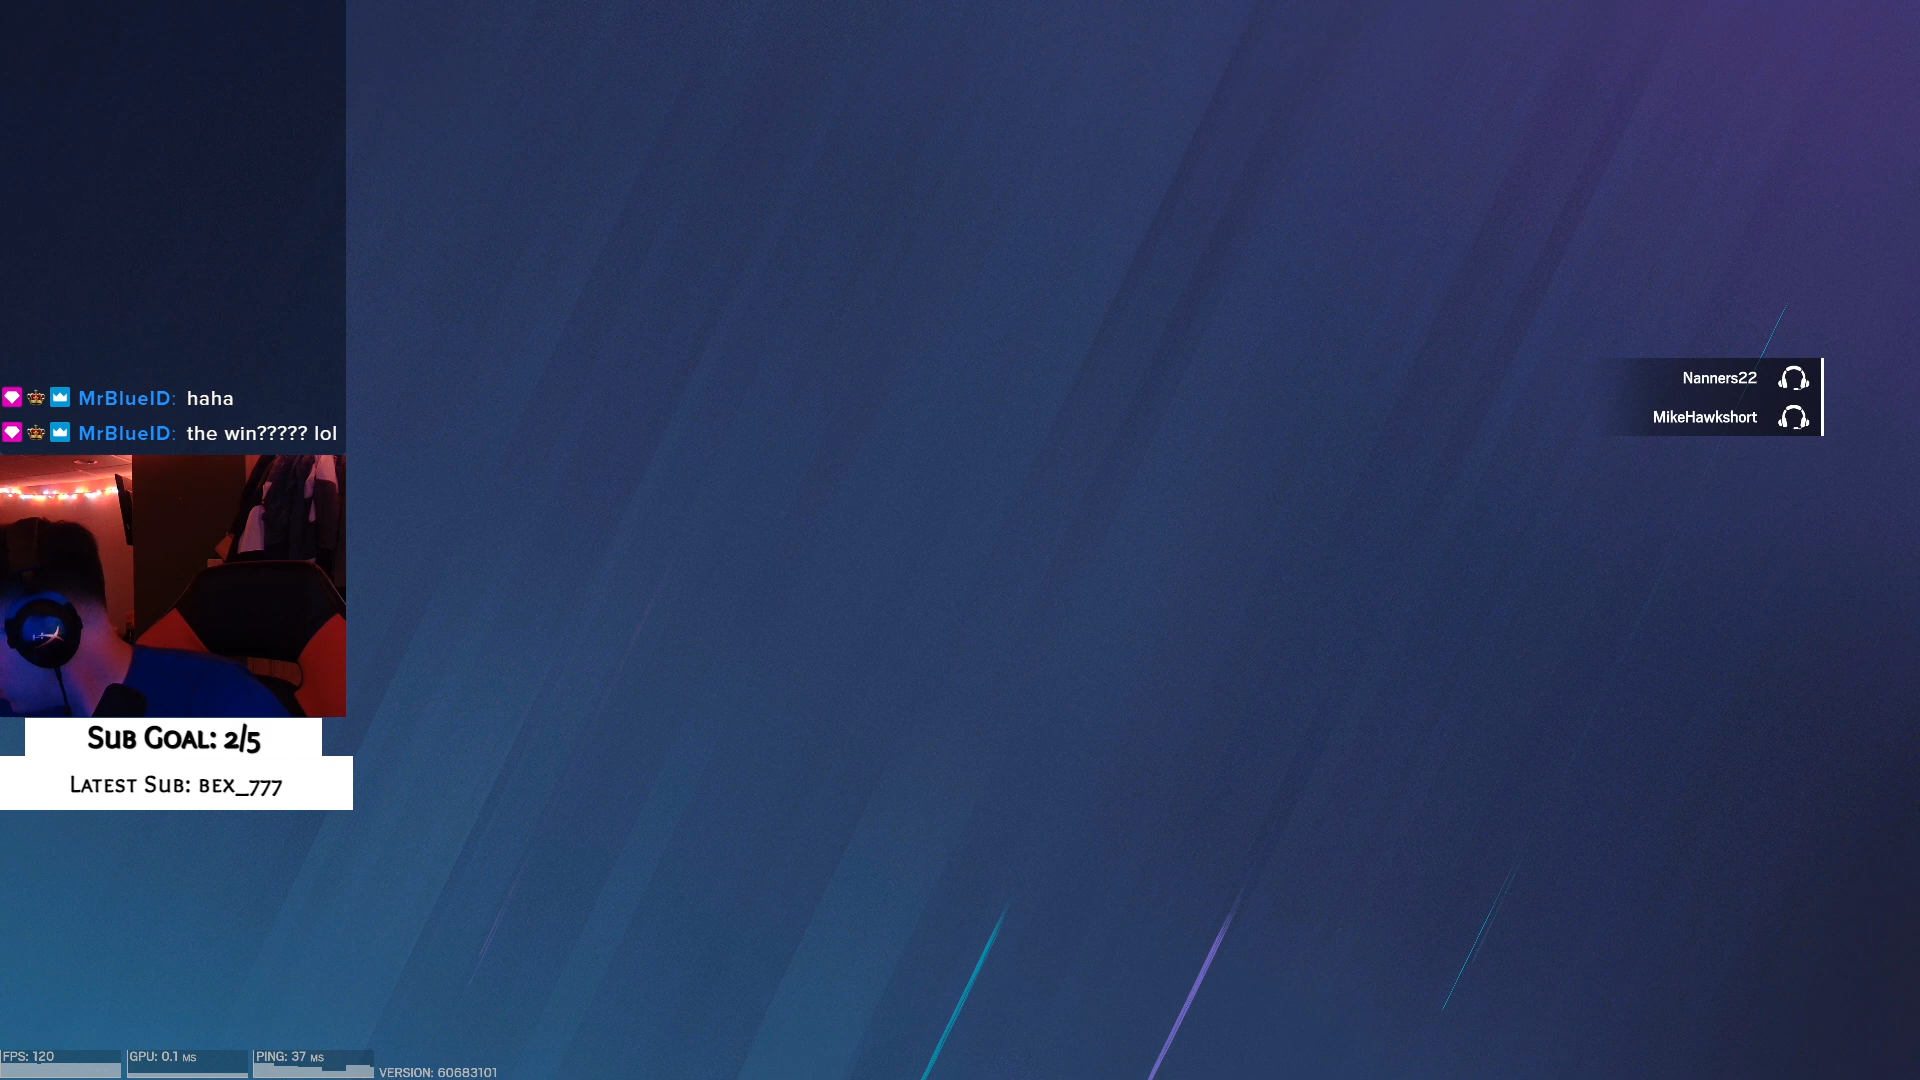 MrBlueID: haha
MrBlueID: the win????? lol
Nanners22
MikeHawkshort
Sub Goal: 2/5
Latest Sub: bex_777
FPS: 120
GPU: 0.1 MS
PING: 37 MS
VERSION: 60683101